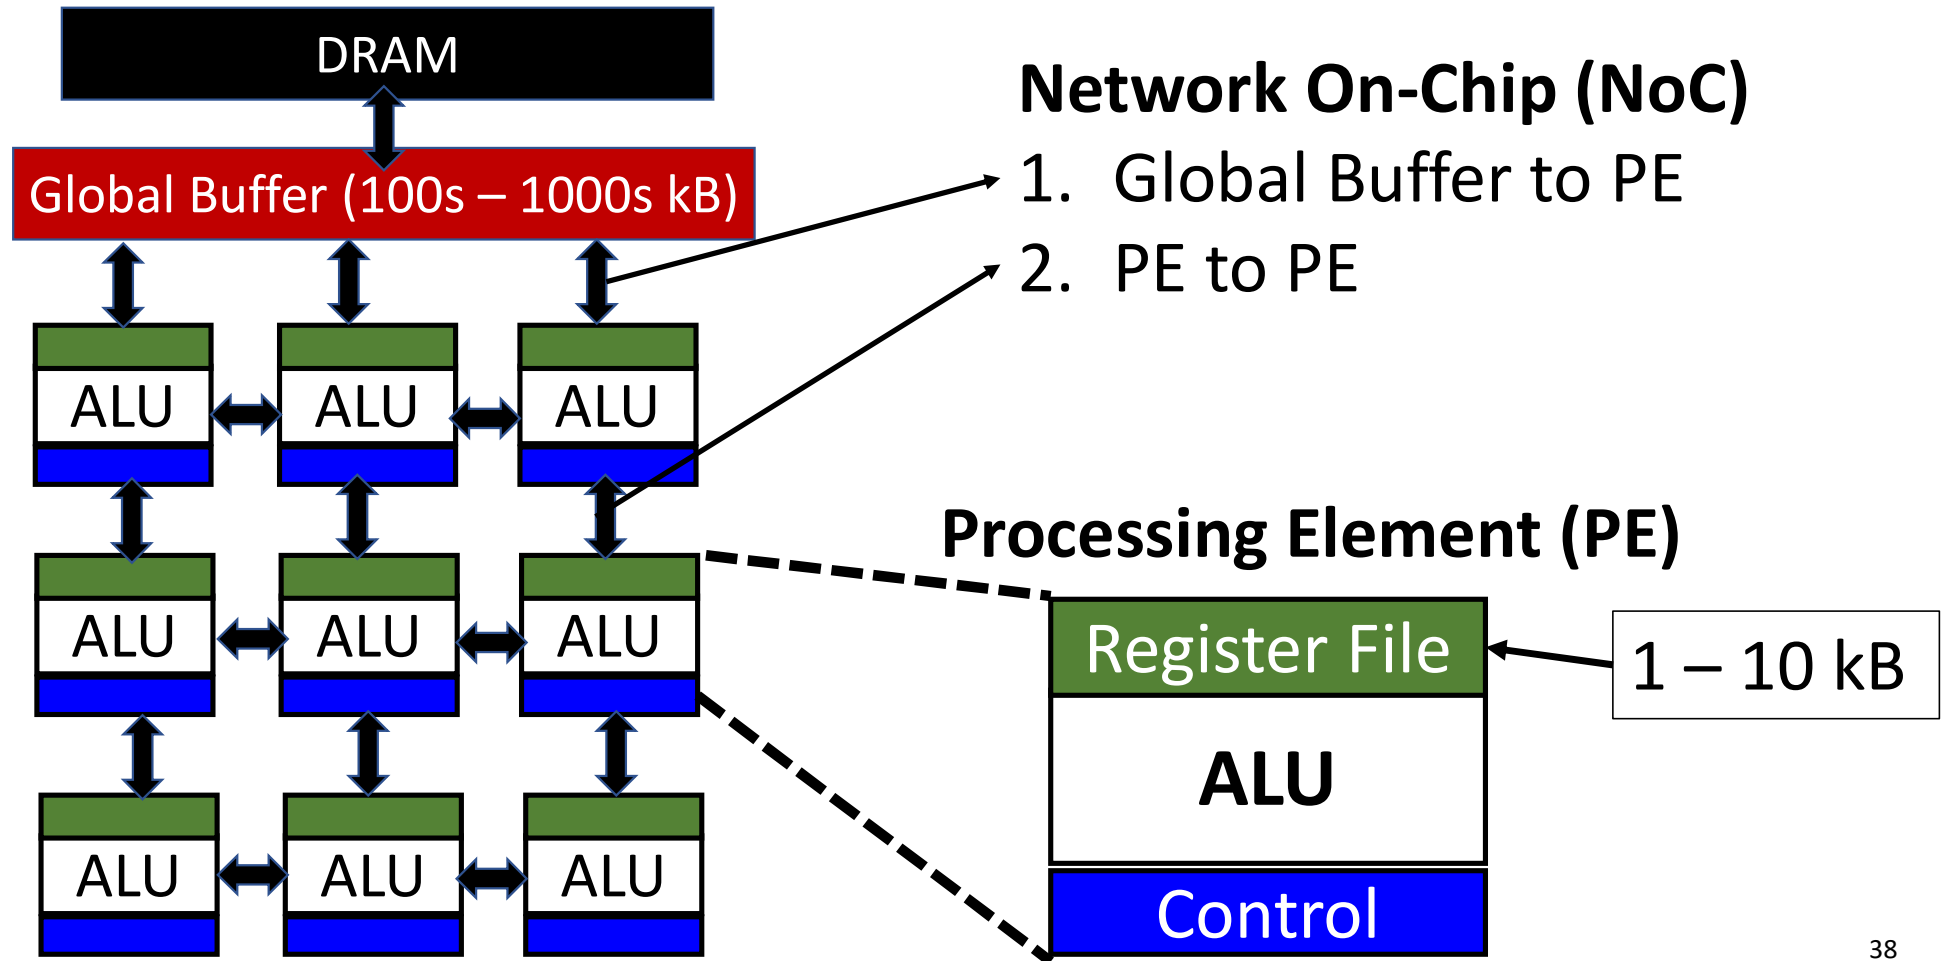 DRAM
Global Buffer (100s – 1000s kB)
Network On-Chip (NoC)
1. Global Buffer to PE
2. PE to PE
ALU
ALU
ALU
ALU
ALU
ALU
ALU
ALU
ALU
Processing Element (PE)
Register File
ALU
Control
1 – 10 kB
38